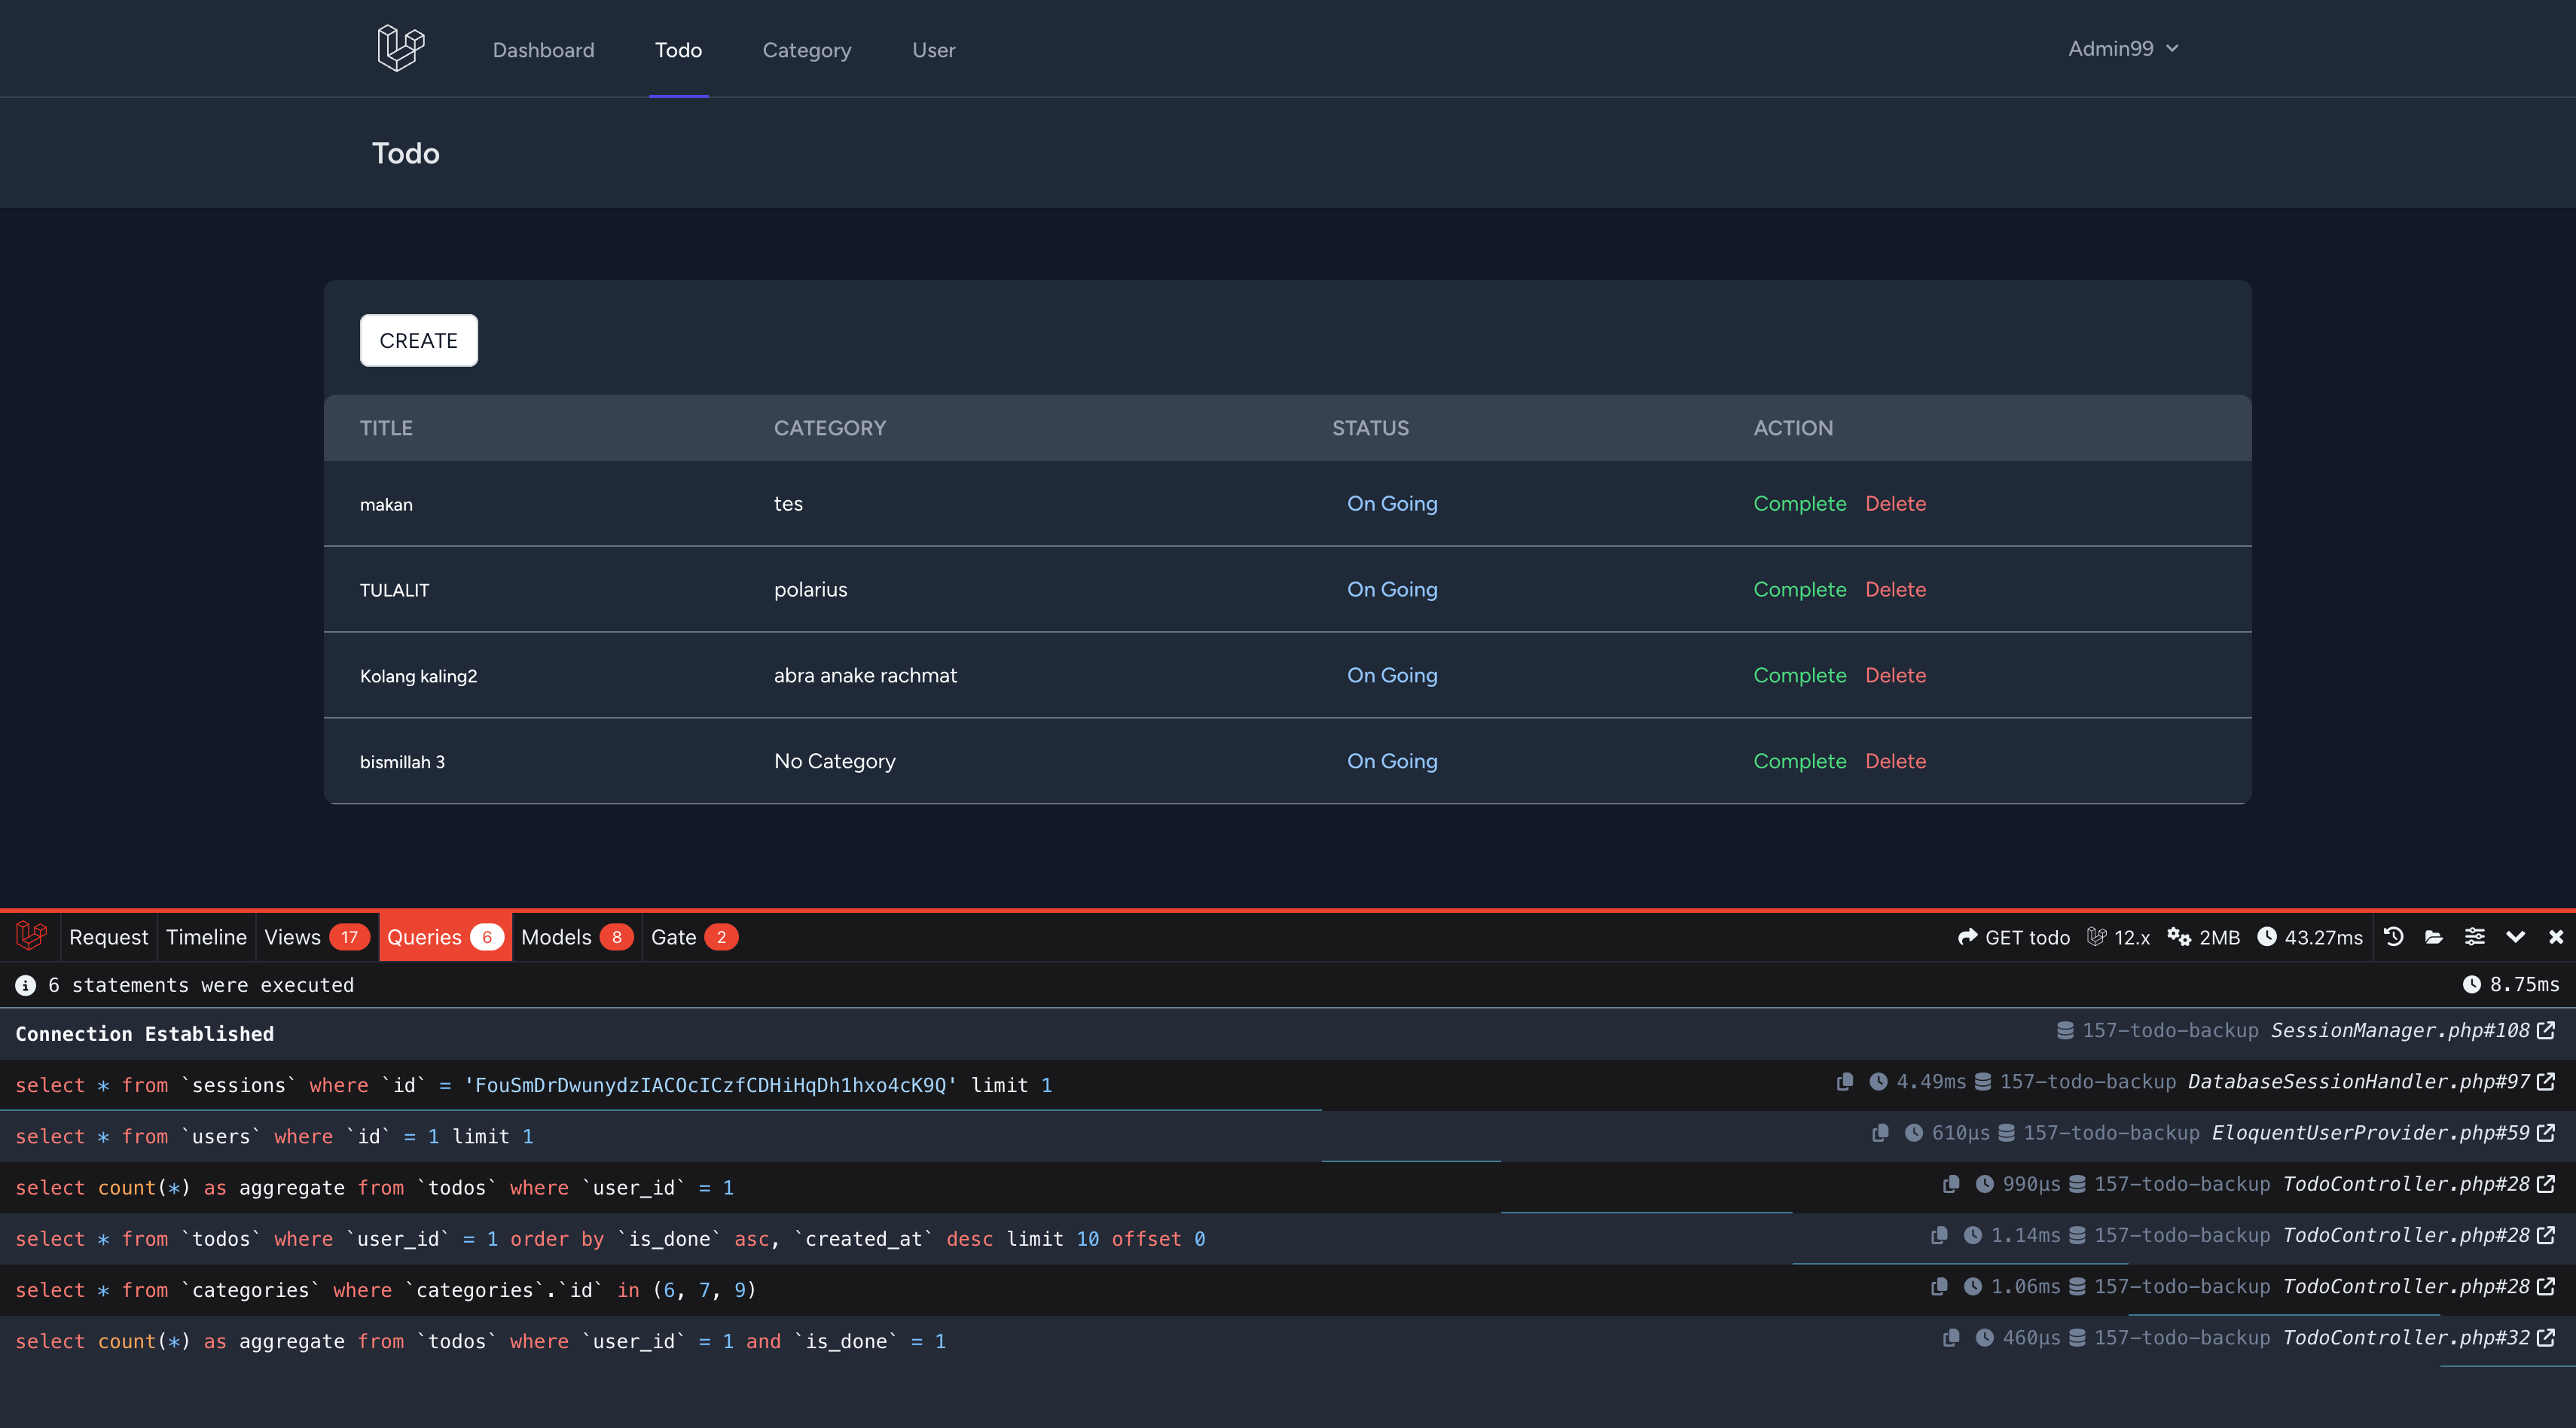 Dashboard Todo Category User Admin99
Todo
CREATE
TITLE CATEGORY STATUS ACTION
makan tes On Going Complete Delete
TULALIT polarius On Going Complete Delete
Kolang kaling2 abra anake rachmat On Going Complete Delete
bismillah 3 No Category On Going Complete Delete
Request Timeline Views 17 Queries 6 Models 8 Gate 2 GET todo 12.x 2MB 43.27ms
6 statements were executed 8.75ms
Connection Established 157-todo-backup SessionManager.php#108
select * from `sessions` where `id` = 'FouSmDrDwunydzIACOcICzfCDHiHqDh1hxo4cK9Q' limit 1 4.49ms 157-todo-backup DatabaseSessionHandler.php#97
select * from `users` where `id` = 1 limit 1 610μs 157-todo-backup EloquentUserProvider.php#59
select count(*) as aggregate from `todos` where `user_id` = 1 990μs 157-todo-backup TodoController.php#28
select * from `todos` where `user_id` = 1 order by `is_done` asc, `created_at` desc limit 10 offset 0 1.14ms 157-todo-backup TodoController.php#28
select * from `categories` where `categories`.`id` in (6, 7, 9) 1.06ms 157-todo-backup TodoController.php#28
select count(*) as aggregate from `todos` where `user_id` = 1 and `is_done` = 1 460μs 157-todo-backup TodoController.php#32